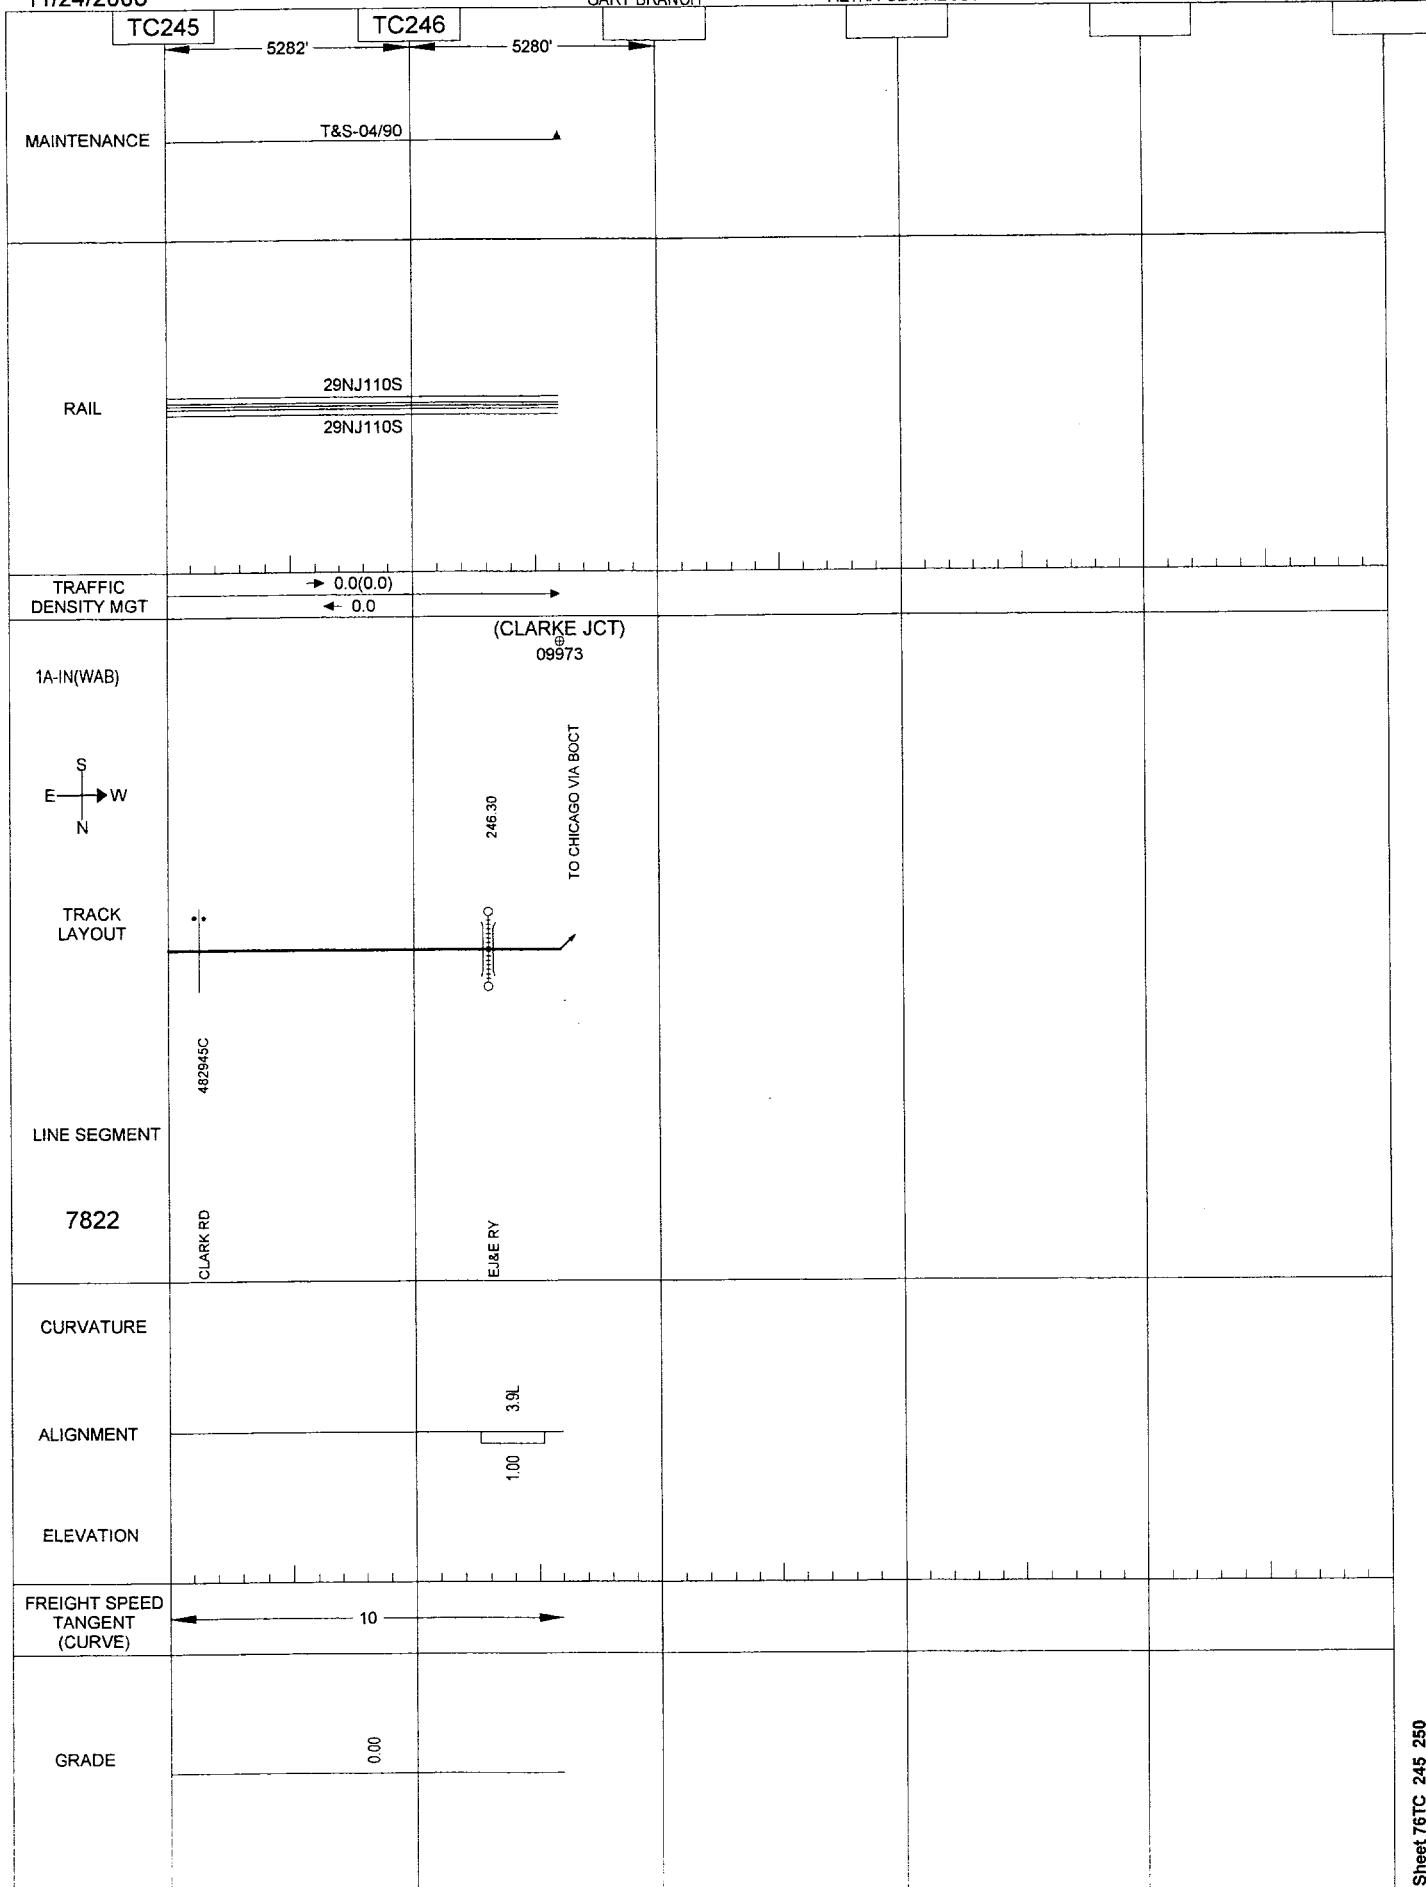 TC245
TC246
5282'
5280'
MAINTENANCE
T&S-04/90
RAIL
29NJ110S
29NJ110S
TRAFFIC
DENSITY MGT
0.0(0.0)
0.0
(CLARKE JCT)
09973
1A-IN(WAB)
S
E W
N
246.30
TO CHICAGO VIA BOCT
TRACK
LAYOUT
482945C
LINE SEGMENT
7822
CLARK RD
EJ&E RY
CURVATURE
3.9L
ALIGNMENT
1.00
ELEVATION
FREIGHT SPEED
TANGENT
(CURVE)
10
GRADE
0.00
Sheet 76TC 245 250